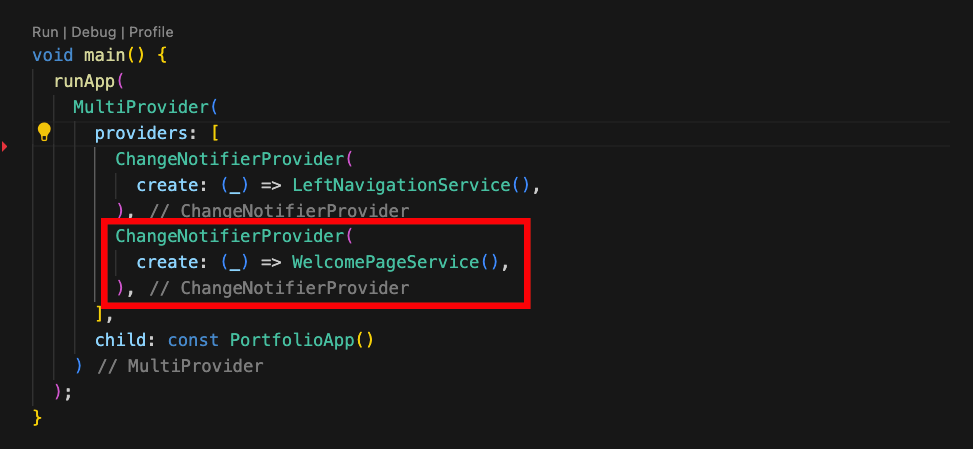 Run | Debug | Profile
void main() {
runApp(
MultiProvider(
providers: [
ChangeNotifierProvider(
create: (_) => LeftNavigationService(),
), // ChangeNotifierProvider
ChangeNotifierProvider(
create: (_) => WelcomePageService(),
), // ChangeNotifierProvider
],
child: const PortfolioApp()
) // MultiProvider
);
}